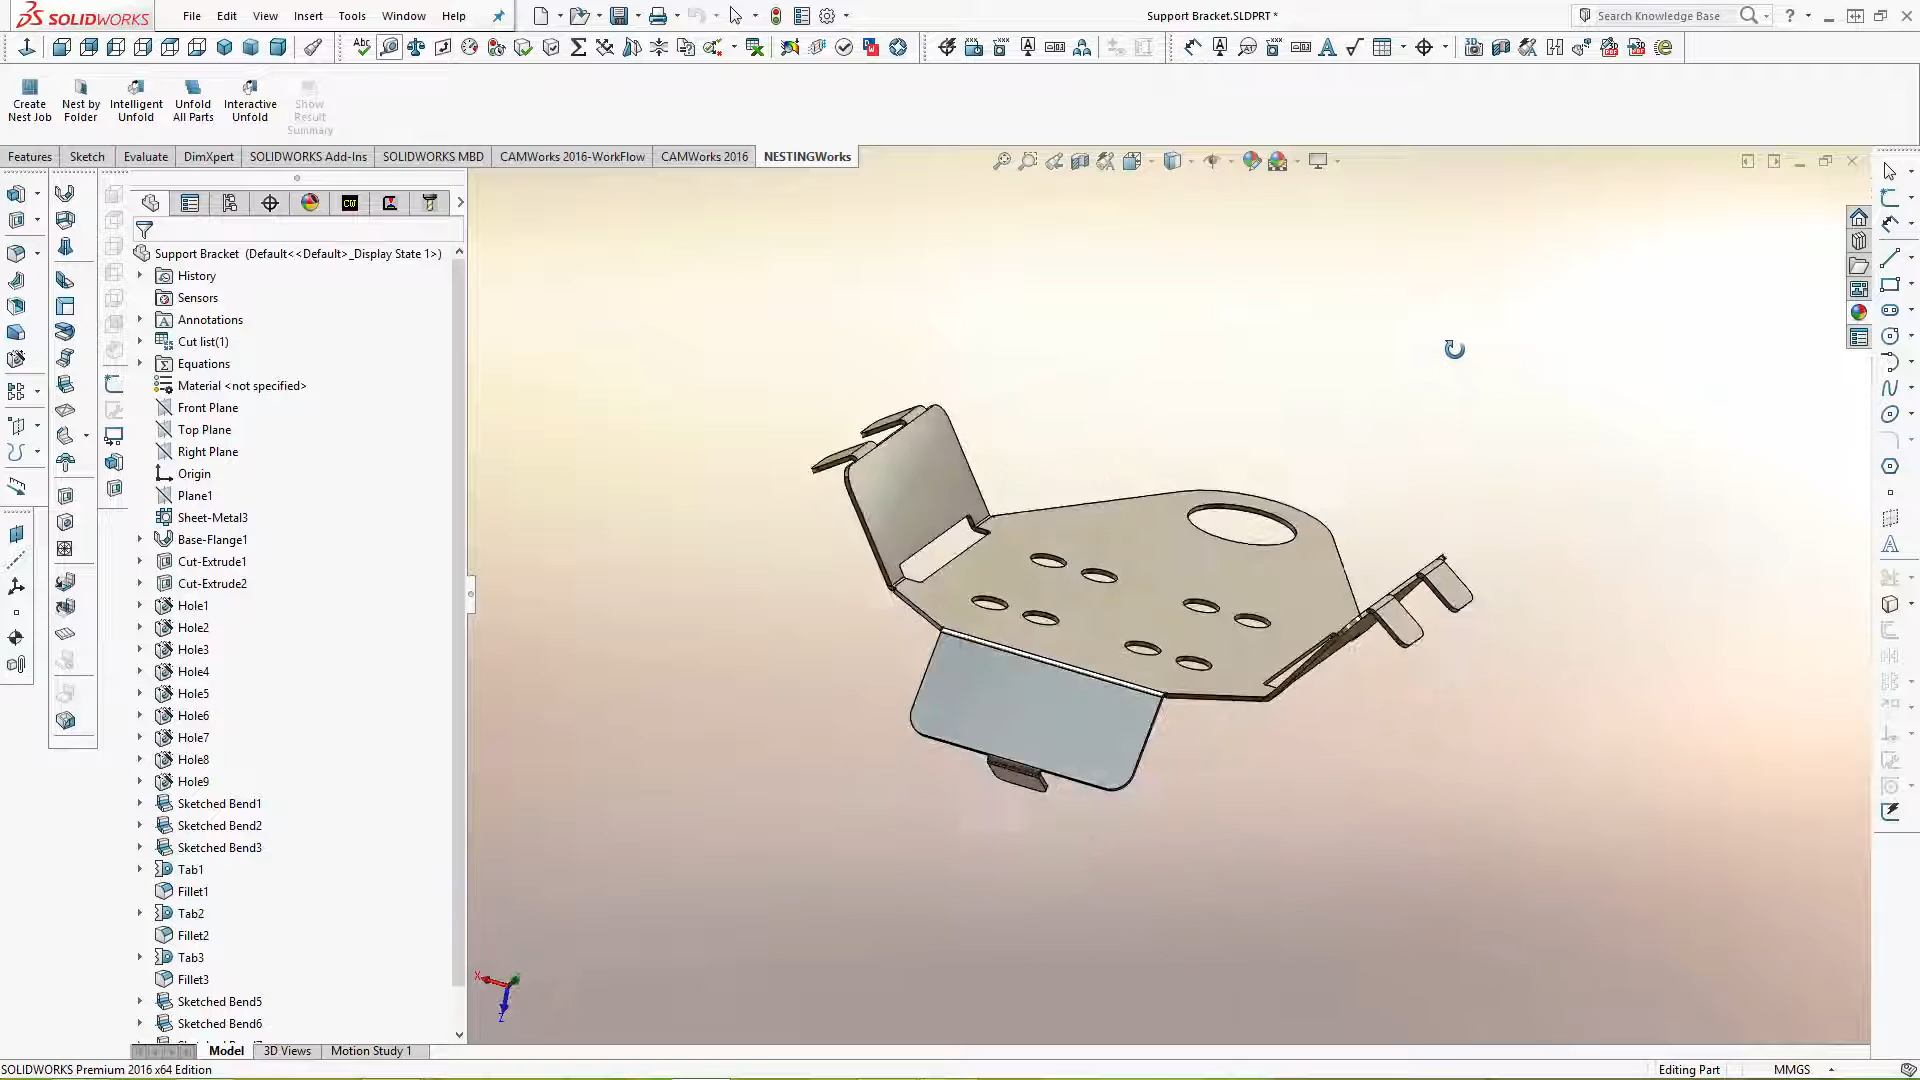 SOLIDWORKS
File Edit View Insert Tools Window Help
Support Bracket.SLDPRT *
Search Knowledge Base
Create Nest Job
Nest by Folder
Intelligent Unfold
Unfold All Parts
Interactive Unfold
Show Result Summary
Features Sketch Evaluate DimXpert SOLIDWORKS Add-Ins SOLIDWORKS MBD CAMWorks 2016-WorkFlow CAMWorks 2016 NESTINGWorks
Support Bracket (Default<<Default>_Display State 1>)
History
Sensors
Annotations
Cut list(1)
Equations
Material <not specified>
Front Plane
Top Plane
Right Plane
Origin
Plane1
Sheet-Metal3
Base-Flange1
Cut-Extrude1
Cut-Extrude2
Hole1
Hole2
Hole3
Hole4
Hole5
Hole6
Hole7
Hole8
Hole9
Sketched Bend1
Sketched Bend2
Sketched Bend3
Tab1
Fillet1
Tab2
Fillet2
Tab3
Fillet3
Sketched Bend5
Sketched Bend6
X
Z
Model 3D Views Motion Study 1
SOLIDWORKS Premium 2016 x64 Edition
Editing Part
MMGS